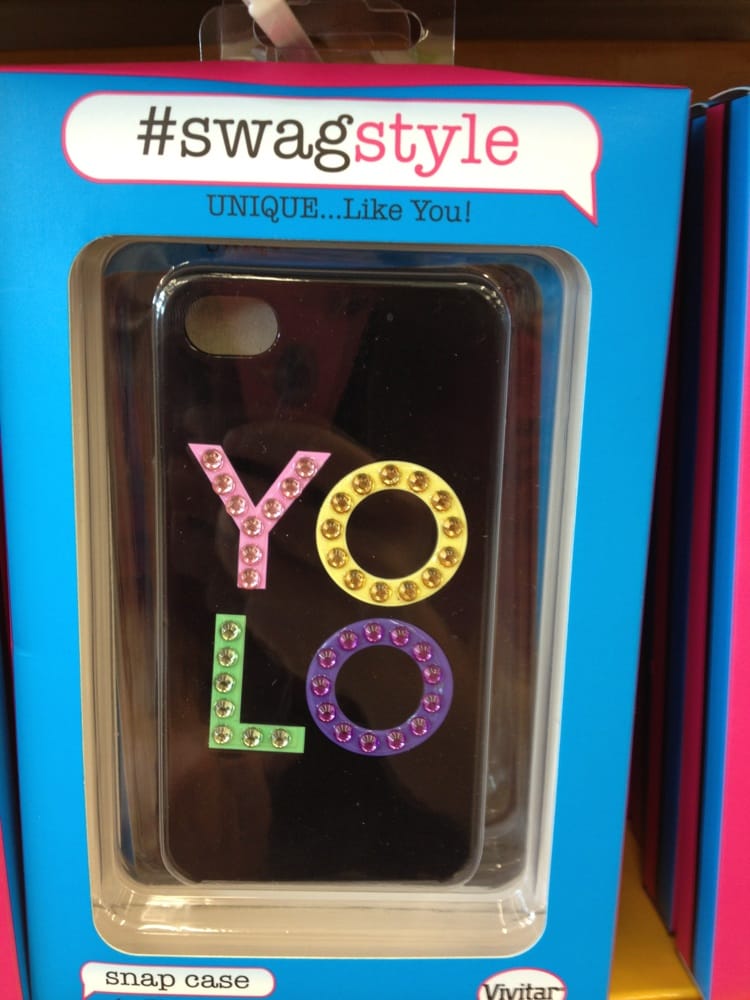 #swagstyle
UNIQUE...Like You!
YO
LO
snap case
Vivitar